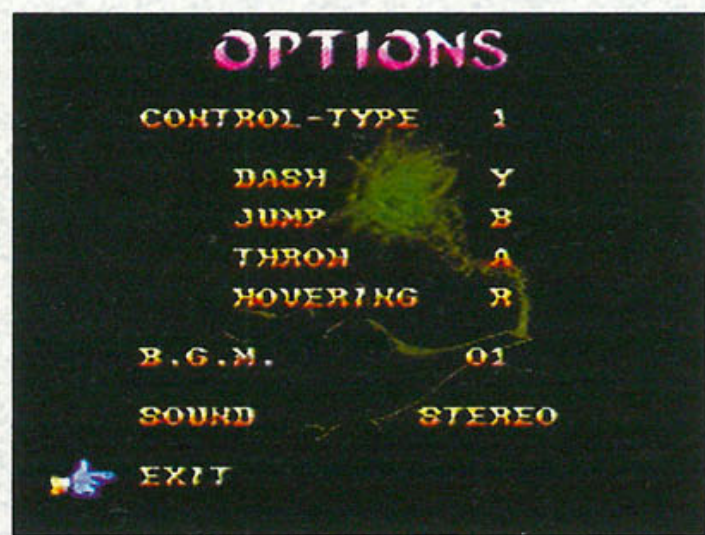 OPTIONS
CONTROL-TYPE 1
DASH Y
JUMP B
THROW A
HOVERING R
B.G.M. 01
SOUND STEREO
EXIT